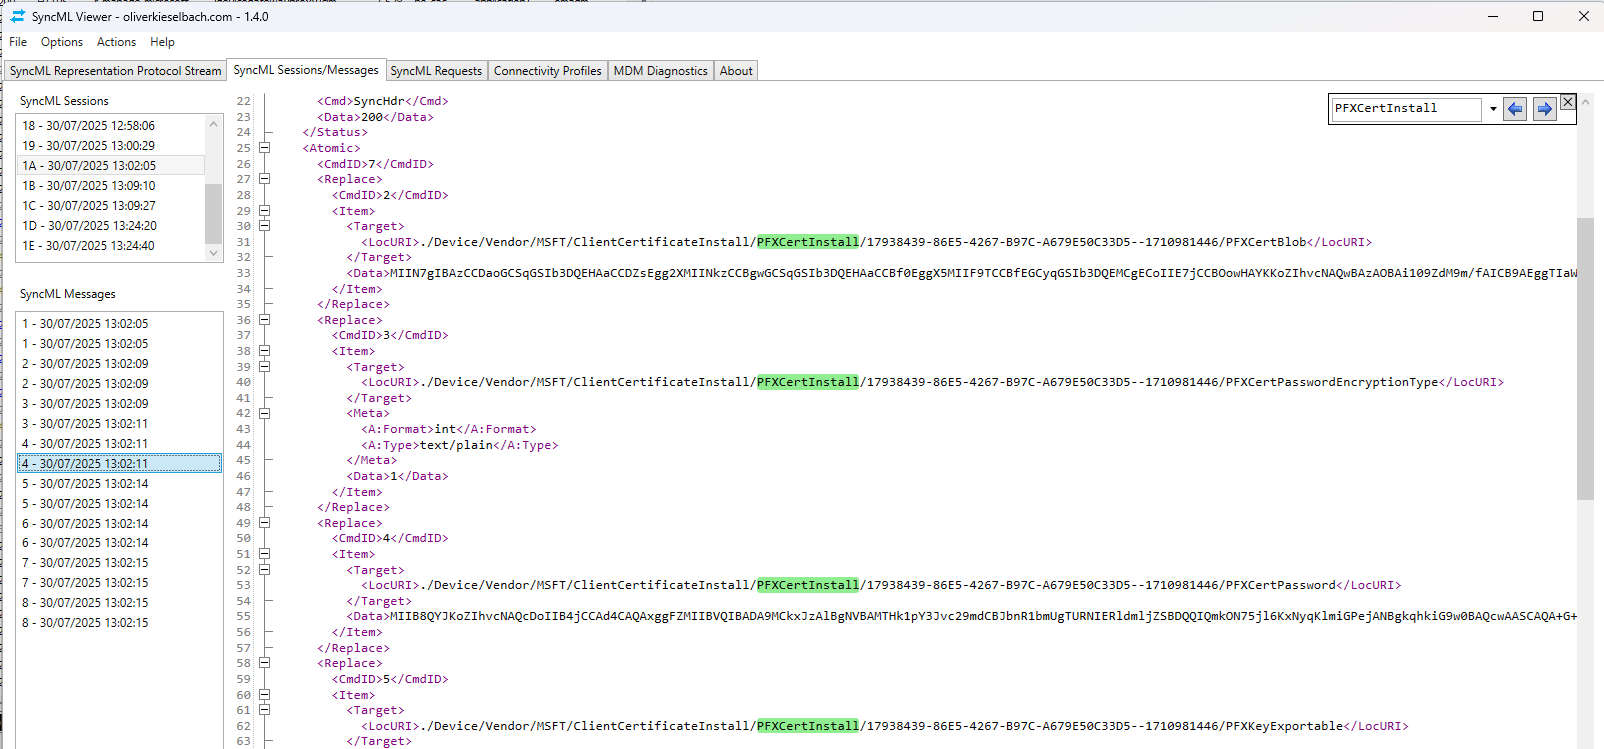 SyncML Viewer - oliverkieselbach.com - 1.4.0
File Options Actions Help
SyncML Representation Protocol Stream SyncML Sessions/Messages SyncML Requests Connectivity Profiles MDM Diagnostics About
SyncML Sessions
18 - 30/07/2025 12:58:06
19 - 30/07/2025 13:00:29
1A - 30/07/2025 13:02:05
1B - 30/07/2025 13:09:10
1C - 30/07/2025 13:09:27
1D - 30/07/2025 13:24:20
1E - 30/07/2025 13:24:40
SyncML Messages
1 - 30/07/2025 13:02:05
1 - 30/07/2025 13:02:05
2 - 30/07/2025 13:02:09
2 - 30/07/2025 13:02:09
3 - 30/07/2025 13:02:09
3 - 30/07/2025 13:02:11
4 - 30/07/2025 13:02:11
4 - 30/07/2025 13:02:11
5 - 30/07/2025 13:02:14
5 - 30/07/2025 13:02:14
6 - 30/07/2025 13:02:14
6 - 30/07/2025 13:02:14
7 - 30/07/2025 13:02:15
7 - 30/07/2025 13:02:15
8 - 30/07/2025 13:02:15
8 - 30/07/2025 13:02:15
PFXCertInstall
22 <Cmd>SyncHdr</Cmd>
23 <Data>200</Data>
24 </Status>
25 <Atomic>
26 <CmdID>7</CmdID>
27 <Replace>
28 <CmdID>2</CmdID>
29 <Item>
30 <Target>
31 <LocURI>./Device/Vendor/MSFT/ClientCertificateInstall/PFXCertInstall/17938439-86E5-4267-B97C-A679E50C33D5--1710981446/PFXCertBlob</LocURI>
32 </Target>
33 <Data>MIIN7gIBAzCCDaoGCSqGSIb3DQEHAaCCDZsEgg2XMIINkzCCBgwGCSqGSIb3DQEHAaCCBf0EggX5MIIF9TCCBfEGCyqGSIb3DQEMCgECoIIE7jCCBOowHAYKKoZIhvcNAQwBAzAOBAi109ZdM9m/fAICB9AEggTIaW
34 </Item>
35 </Replace>
36 <Replace>
37 <CmdID>3</CmdID>
38 <Item>
39 <Target>
40 <LocURI>./Device/Vendor/MSFT/ClientCertificateInstall/PFXCertInstall/17938439-86E5-4267-B97C-A679E50C33D5--1710981446/PFXCertPasswordEncryptionType</LocURI>
41 </Target>
42 <Meta>
43 <A:Format>int</A:Format>
44 <A:Type>text/plain</A:Type>
45 </Meta>
46 <Data>1</Data>
47 </Item>
48 </Replace>
49 <Replace>
50 <CmdID>4</CmdID>
51 <Item>
52 <Target>
53 <LocURI>./Device/Vendor/MSFT/ClientCertificateInstall/PFXCertInstall/17938439-86E5-4267-B97C-A679E50C33D5--1710981446/PFXCertPassword</LocURI>
54 </Target>
55 <Data>MIIB8QYJKoZIhvcNAQcDoIIB4jCCAd4CAQAxggFZMIIBVQIBADA9MCkxJzAlBgNVBAMTHk1pY3Jvc29mdCBJbnR1bmUgTURNIERldmljZSBDQQIQmkON75jl6KxNyqKlmiGPejANBgkqhkiG9w0BAQcwAASCAQA+G+
56 </Item>
57 </Replace>
58 <Replace>
59 <CmdID>5</CmdID>
60 <Item>
61 <Target>
62 <LocURI>./Device/Vendor/MSFT/ClientCertificateInstall/PFXCertInstall/17938439-86E5-4267-B97C-A679E50C33D5--1710981446/PFXKeyExportable</LocURI>
63 </Target>